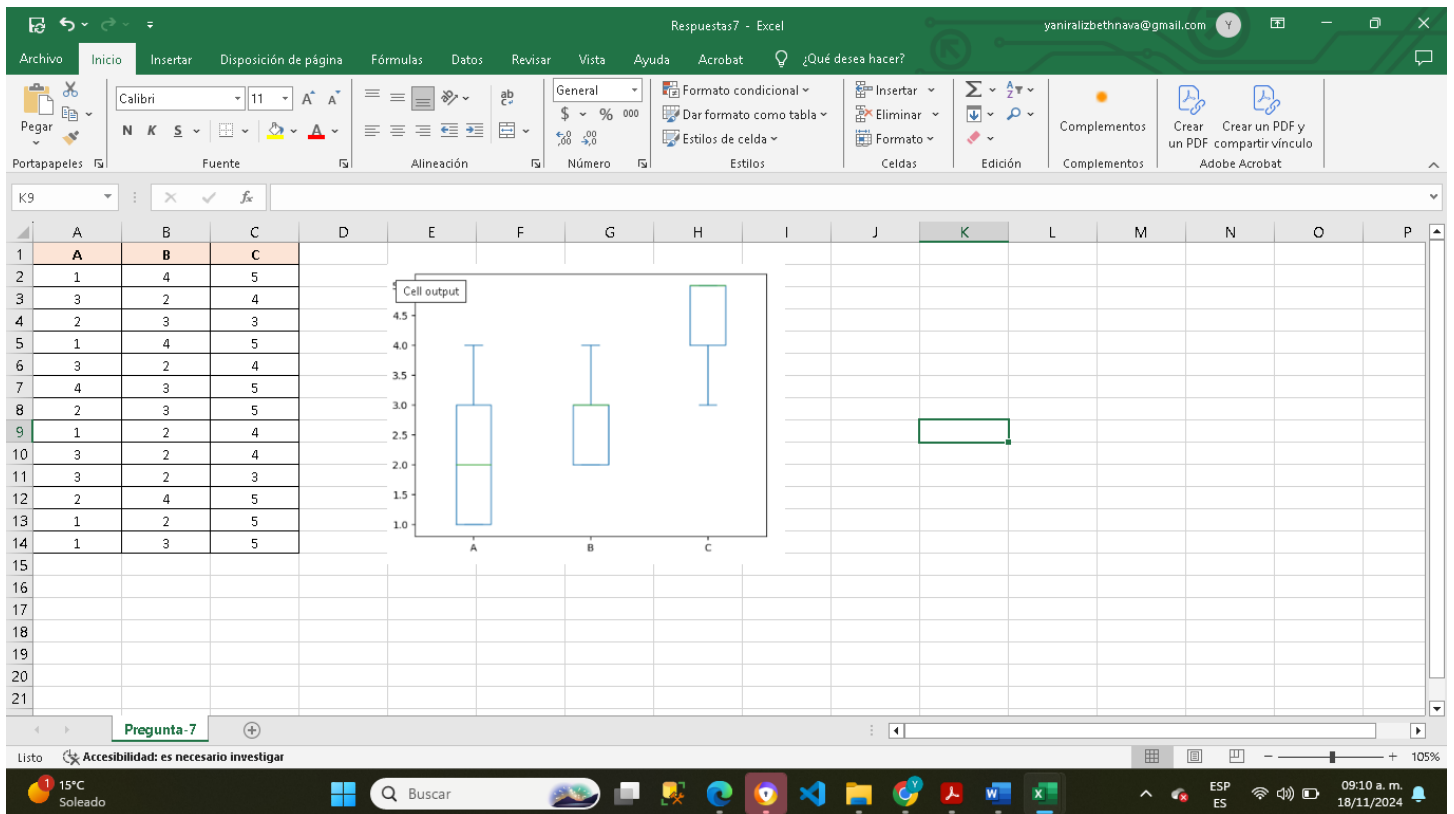 Respuestas7 - Excel
yaniralizbethnava@gmail.com Y
Archivo Inicio Insertar Disposición de página Fórmulas Datos Revisar Vista Ayuda Acrobat ¿Qué desea hacer?
Pegar
Calibri 11 A A
N K S A
ab
General
$ % 000
Formato condicional
Dar formato como tabla
Estilos de celda
Insertar
Eliminar
Formato
Complementos
Crear un PDF
Crear un PDF y compartir vínculo
Portapapeles Fuente Alineación Número Estilos Celdas Edición Complementos Adobe Acrobat
K9 fx
A B C D E F G H I J K L M N O P
1 A B C
2 1 4 5
3 3 2 4
4 2 3 3
5 1 4 5
6 3 2 4
7 4 3 5
8 2 3 5
9 1 2 4
10 3 2 4
11 3 2 3
12 2 4 5
13 1 2 5
14 1 3 5
15
16
17
18
19
20
21
Cell output
4.5
4.0
3.5
3.0
2.5
2.0
1.5
1.0
A B C
Pregunta-7
Listo Accesibilidad: es necesario investigar 105%
1 15°C
Soleado
Buscar
ESP
ES
09:10 a. m.
18/11/2024